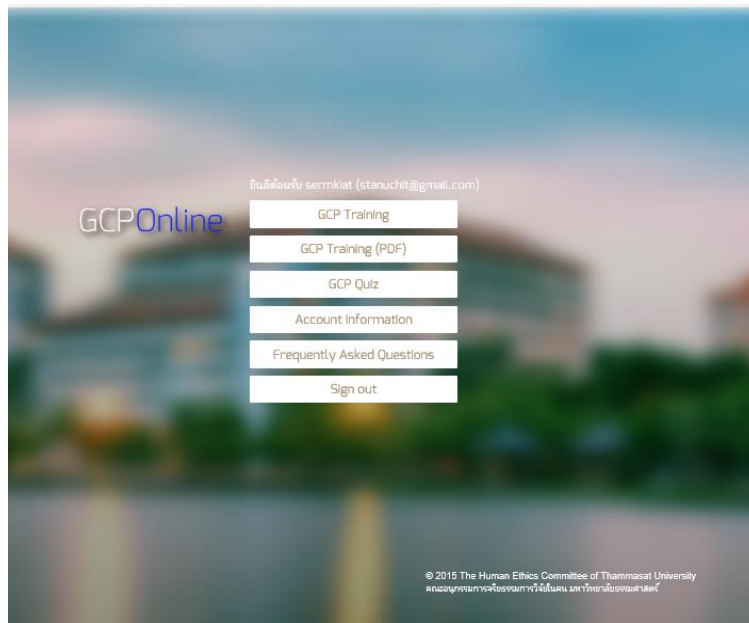 ยินดีต้อนรับ sermkiat (stanuchit@gmail.com)
GCPOnline
GCP Training
GCP Training (PDF)
GCP Quiz
Account Information
Frequently Asked Questions
Sign out
© 2015 The Human Ethics Committee of Thammasat University
คณะอนุกรรมการจริยธรรมการวิจัยในคน มหาวิทยาลัยธรรมศาสตร์